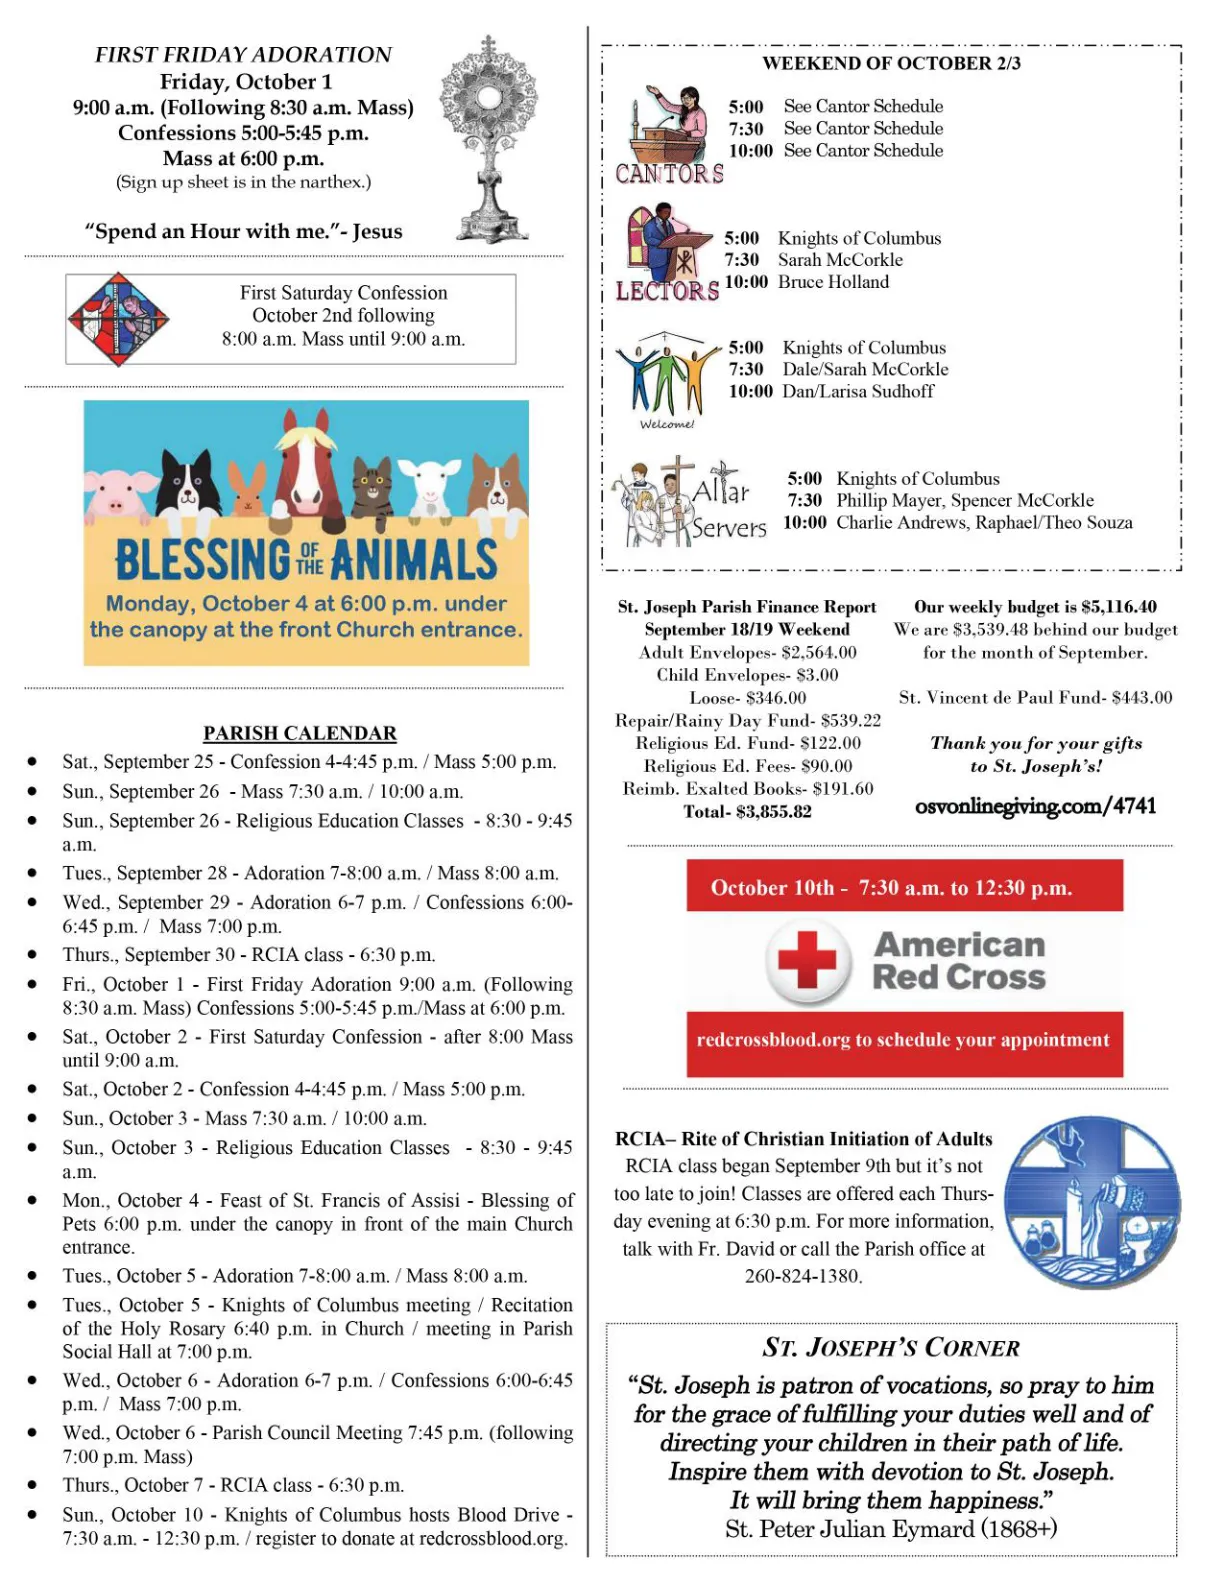 FIRST FRIDAY ADORATION
Friday, October 1
9:00 a.m. (Following 8:30 a.m. Mass)
Confessions 5:00-5:45 p.m.
Mass at 6:00 p.m.
(Sign up sheet is in the narthex.)
“Spend an Hour with me.”- Jesus
First Saturday Confession
October 2nd following
8:00 a.m. Mass until 9:00 a.m.
BLESSING OF THE ANIMALS
Monday, October 4 at 6:00 p.m. under
the canopy at the front Church entrance.
PARISH CALENDAR
● Sat., September 25 - Confession 4-4:45 p.m. / Mass 5:00 p.m.
● Sun., September 26 - Mass 7:30 a.m. / 10:00 a.m.
● Sun., September 26 - Religious Education Classes - 8:30 - 9:45
a.m.
● Tues., September 28 - Adoration 7-8:00 a.m. / Mass 8:00 a.m.
● Wed., September 29 - Adoration 6-7 p.m. / Confessions 6:00-
6:45 p.m. / Mass 7:00 p.m.
● Thurs., September 30 - RCIA class - 6:30 p.m.
● Fri., October 1 - First Friday Adoration 9:00 a.m. (Following
8:30 a.m. Mass) Confessions 5:00-5:45 p.m./Mass at 6:00 p.m.
● Sat., October 2 - First Saturday Confession - after 8:00 Mass
until 9:00 a.m.
● Sat., October 2 - Confession 4-4:45 p.m. / Mass 5:00 p.m.
● Sun., October 3 - Mass 7:30 a.m. / 10:00 a.m.
● Sun., October 3 - Religious Education Classes - 8:30 - 9:45
a.m.
● Mon., October 4 - Feast of St. Francis of Assisi - Blessing of
Pets 6:00 p.m. under the canopy in front of the main Church
entrance.
● Tues., October 5 - Adoration 7-8:00 a.m. / Mass 8:00 a.m.
● Tues., October 5 - Knights of Columbus meeting / Recitation
of the Holy Rosary 6:40 p.m. in Church / meeting in Parish
Social Hall at 7:00 p.m.
● Wed., October 6 - Adoration 6-7 p.m. / Confessions 6:00-6:45
p.m. / Mass 7:00 p.m.
● Wed., October 6 - Parish Council Meeting 7:45 p.m. (following
7:00 p.m. Mass)
● Thurs., October 7 - RCIA class - 6:30 p.m.
● Sun., October 10 - Knights of Columbus hosts Blood Drive -
7:30 a.m. - 12:30 p.m. / register to donate at redcrossblood.org.
WEEKEND OF OCTOBER 2/3
CANTORS
5:00 See Cantor Schedule
7:30 See Cantor Schedule
10:00 See Cantor Schedule
LECTORS
5:00 Knights of Columbus
7:30 Sarah McCorkle
10:00 Bruce Holland
Welcome!
5:00 Knights of Columbus
7:30 Dale/Sarah McCorkle
10:00 Dan/Larisa Sudhoff
Altar
Servers
5:00 Knights of Columbus
7:30 Phillip Mayer, Spencer McCorkle
10:00 Charlie Andrews, Raphael/Theo Souza
St. Joseph Parish Finance Report
September 18/19 Weekend
Adult Envelopes- $2,564.00
Child Envelopes- $3.00
Loose- $346.00
Repair/Rainy Day Fund- $539.22
Religious Ed. Fund- $122.00
Religious Ed. Fees- $90.00
Reimb. Exalted Books- $191.60
Total- $3,855.82
Our weekly budget is $5,116.40
We are $3,539.48 behind our budget
for the month of September.
St. Vincent de Paul Fund- $443.00
Thank you for your gifts
to St. Joseph's!
osvonlinegiving.com/4741
October 10th - 7:30 a.m. to 12:30 p.m.
American
Red Cross
redcrossblood.org to schedule your appointment
RCIA– Rite of Christian Initiation of Adults
RCIA class began September 9th but it’s not
too late to join! Classes are offered each Thurs-
day evening at 6:30 p.m. For more information,
talk with Fr. David or call the Parish office at
260-824-1380.
ST. JOSEPH’S CORNER
“St. Joseph is patron of vocations, so pray to him
for the grace of fulfilling your duties well and of
directing your children in their path of life.
Inspire them with devotion to St. Joseph.
It will bring them happiness.”
St. Peter Julian Eymard (1868+)